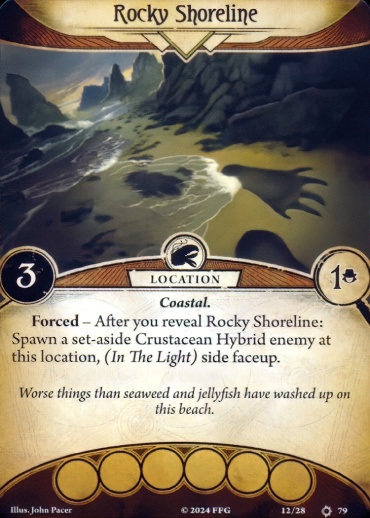 Rocky Shoreline
3
1
LOCATION
Coastal.
Forced – After you reveal Rocky Shoreline:
Spawn a set-aside Crustacean Hybrid enemy at
this location, (In The Light) side faceup.
Worse things than seaweed and jellyfish have washed up on
this beach.
Illus. John Pacer © 2024 FFG 12/28 79